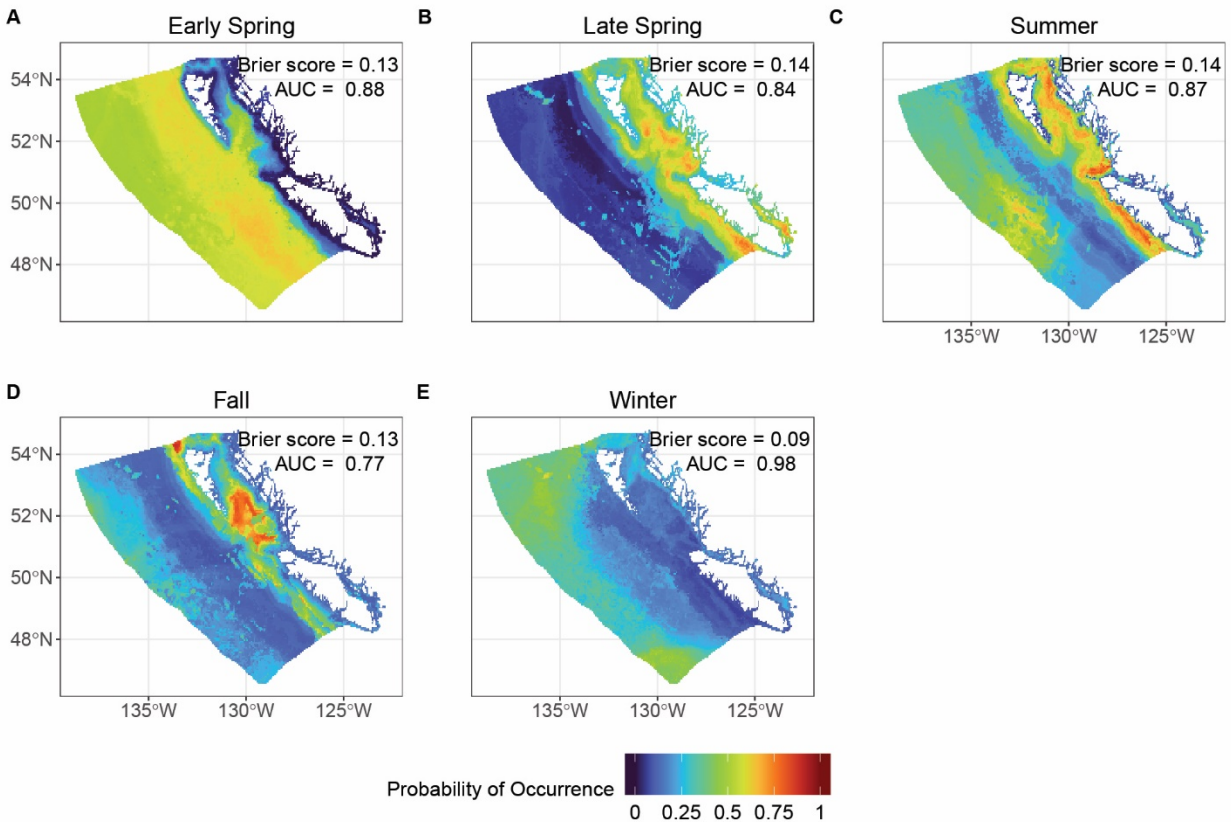 A
Early Spring
Brier score = 0.13
AUC = 0.88
54°N
52°N
50°N
48°N
B
Late Spring
Brier score = 0.14
AUC = 0.84
C
Summer
Brier score = 0.14
AUC = 0.87
135°W 130°W 125°W
D
Fall
Brier score = 0.13
AUC = 0.77
54°N
52°N
50°N
48°N
135°W 130°W 125°W
E
Winter
Brier score = 0.09
AUC = 0.98
135°W 130°W 125°W
Probability of Occurrence
0 0.25 0.5 0.75 1